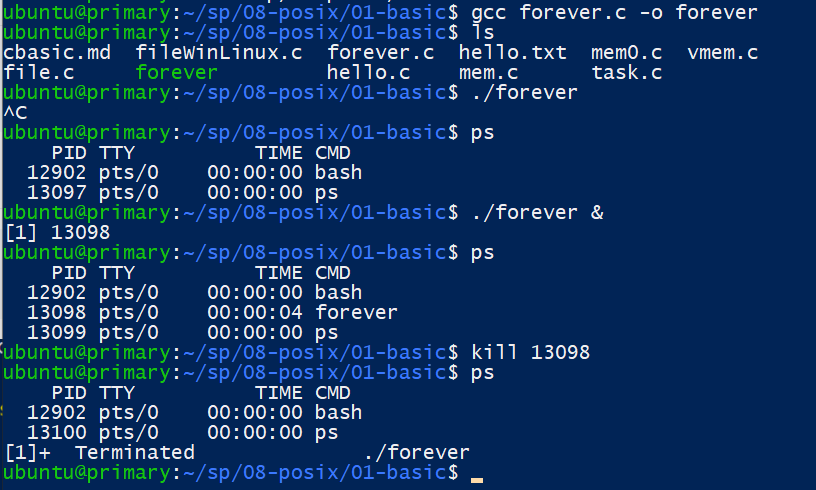 ubuntu@primary:~/sp/08-posix/01-basic$ gcc forever.c -o forever
ubuntu@primary:~/sp/08-posix/01-basic$ ls
cbasic.md  fileWinLinux.c  forever.c  hello.txt  mem0.c  vmem.c
file.c     forever         hello.c    mem.c      task.c
ubuntu@primary:~/sp/08-posix/01-basic$ ./forever
^C
ubuntu@primary:~/sp/08-posix/01-basic$ ps
    PID TTY          TIME CMD
  12902 pts/0    00:00:00 bash
  13097 pts/0    00:00:00 ps
ubuntu@primary:~/sp/08-posix/01-basic$ ./forever &
[1] 13098
ubuntu@primary:~/sp/08-posix/01-basic$ ps
    PID TTY          TIME CMD
  12902 pts/0    00:00:00 bash
  13098 pts/0    00:00:04 forever
  13099 pts/0    00:00:00 ps
ubuntu@primary:~/sp/08-posix/01-basic$ kill 13098
ubuntu@primary:~/sp/08-posix/01-basic$ ps
    PID TTY          TIME CMD
  12902 pts/0    00:00:00 bash
  13100 pts/0    00:00:00 ps
[1]+  Terminated              ./forever
ubuntu@primary:~/sp/08-posix/01-basic$